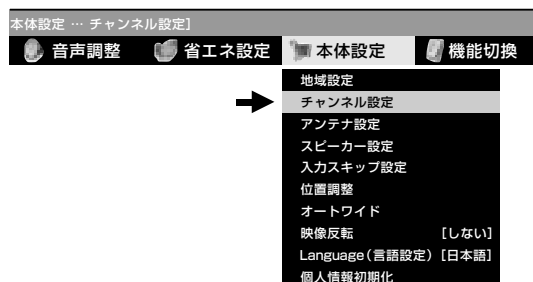 本体設定 … チャンネル設定]
音声調整 省エネ設定 本体設定 機能切換
地域設定
チャンネル設定
アンテナ設定
スピーカー設定
入力スキップ設定
位置調整
オートワイド
映像反転 [しない]
Language(言語設定) [日本語]
個人情報初期化